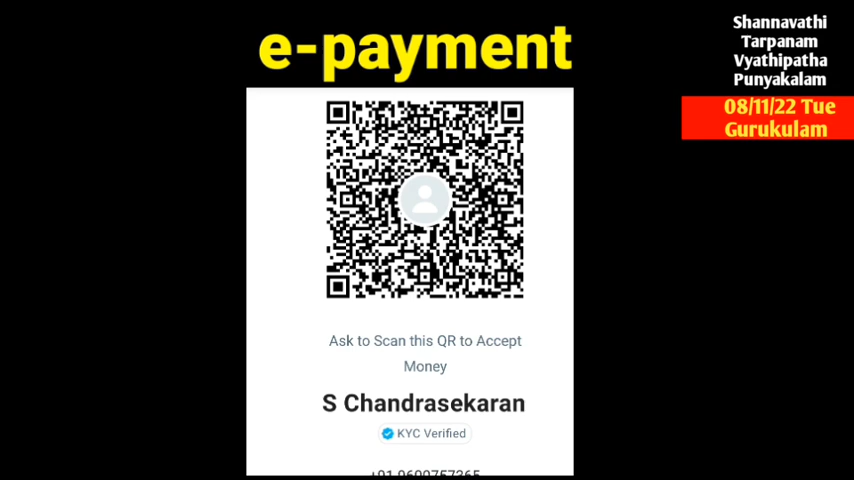 e-payment
Shannavathi
Tarpanam
Vyathipatha
Punyakalam
08/11/22 Tue
Gurukulam
Ask to Scan this QR to Accept
Money
S Chandrasekaran
KYC Verified